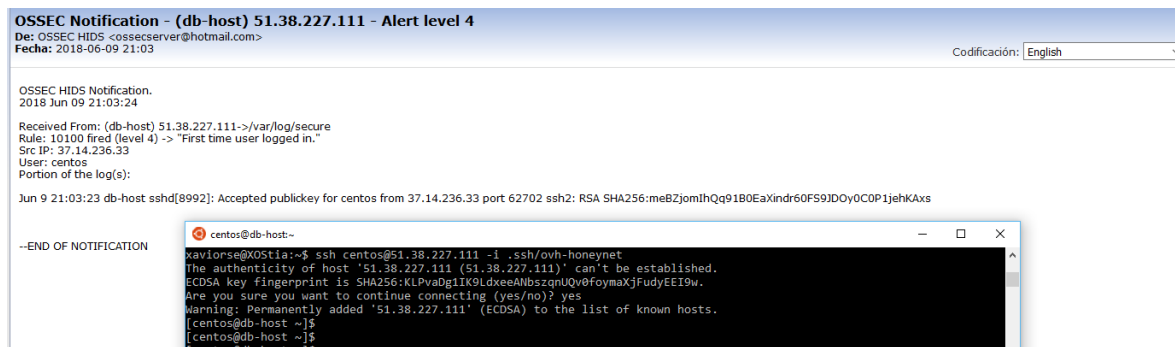 OSSEC Notification - (db-host) 51.38.227.111 - Alert level 4
De: OSSEC HIDS <ossecserver@hotmail.com>
Fecha: 2018-06-09 21:03
Codificación: English
OSSEC HIDS Notification.
2018 Jun 09 21:03:24
Received From: (db-host) 51.38.227.111->/var/log/secure
Rule: 10100 fired (level 4) -> "First time user logged in."
Src IP: 37.14.236.33
User: centos
Portion of the log(s):
Jun 9 21:03:23 db-host sshd[8992]: Accepted publickey for centos from 37.14.236.33 port 62702 ssh2: RSA SHA256:meBZjomIhQq91B0EaXindr60FS9JDOy0C0P1jehKAxs
--END OF NOTIFICATION
centos@db-host:~
xaviorse@XOStia:~$ ssh centos@51.38.227.111 -i .ssh/ovh-honeynet
The authenticity of host '51.38.227.111 (51.38.227.111)' can't be established.
ECDSA key fingerprint is SHA256:KLPvaDg1IK9LdxeeANbszqnUQv0foymaXjFudyEEI9w.
Are you sure you want to continue connecting (yes/no)? yes
Warning: Permanently added '51.38.227.111' (ECDSA) to the list of known hosts.
[centos@db-host ~]$
[centos@db-host ~]$